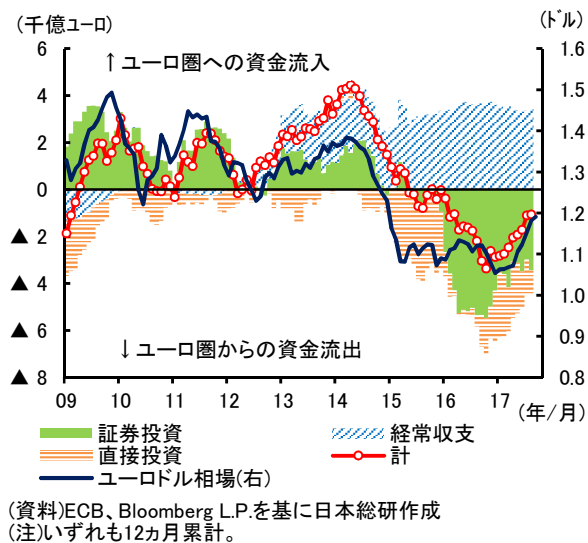 (千億ユーロ)
(ドル)
6
4
2
0
▲ 2
▲ 4
▲ 6
▲ 8
↑ユーロ圏への資金流入
↓ユーロ圏からの資金流出
1.6
1.5
1.4
1.3
1.2
1.1
1.0
0.9
0.8
09 10 11 12 13 14 15 16 17
(年/月)
証券投資 経常収支
直接投資 計
ユーロドル相場(右)
(資料)ECB、Bloomberg L.P.を基に日本総研作成
(注)いずれも12ヵ月累計。